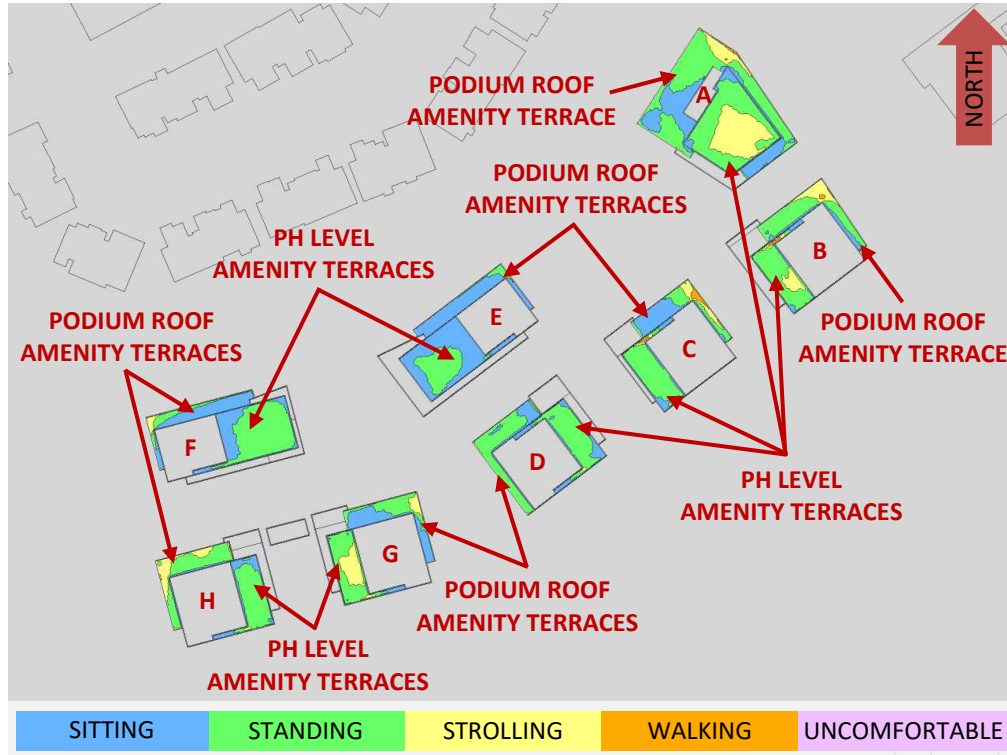 NORTH
PODIUM ROOF
AMENITY TERRACE
A
PODIUM ROOF
AMENITY TERRACES
B
PH LEVEL
AMENITY TERRACES
E
PODIUM ROOF
AMENITY TERRACES
PODIUM ROOF
AMENITY TERRACE
C
F
D
PH LEVEL
AMENITY TERRACES
G
H
PODIUM ROOF
AMENITY TERRACES
PH LEVEL
AMENITY TERRACES
SITTING
STANDING
STROLLING
WALKING
UNCOMFORTABLE